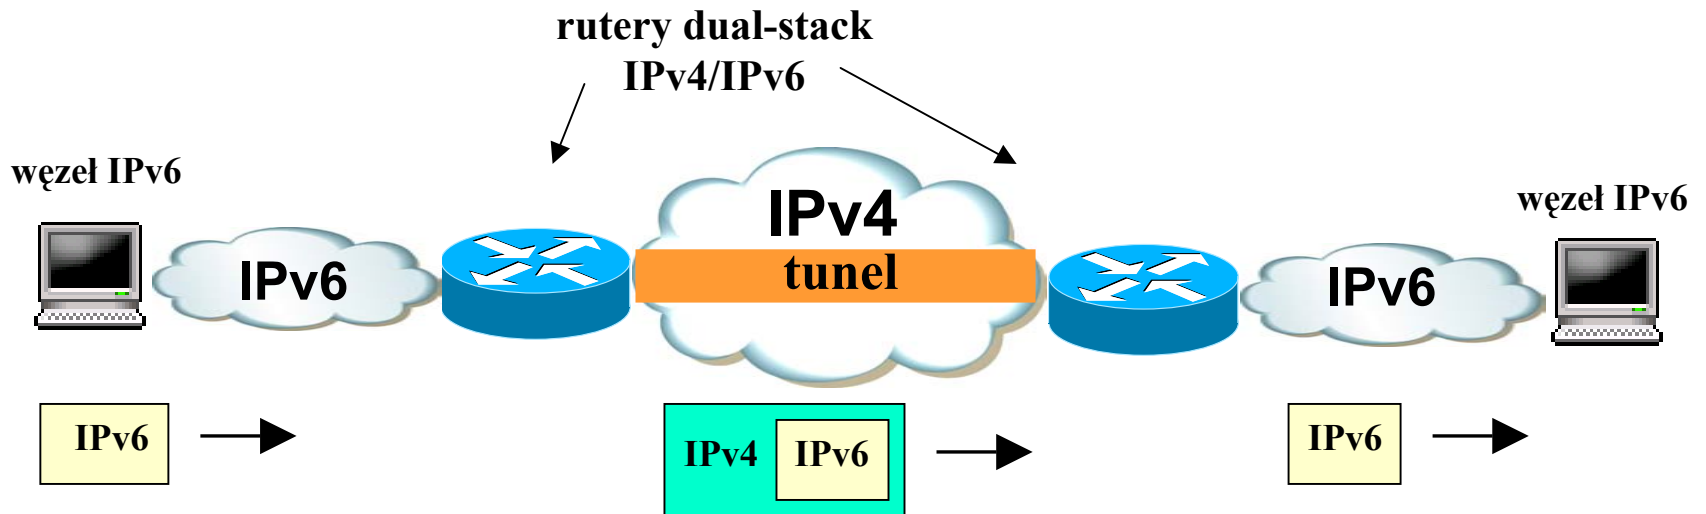 rutery dual-stack
IPv4/IPv6
węzeł IPv6
węzeł IPv6
IPv4
tunel
IPv6
IPv6
IPv6
IPv4
IPv6
IPv6